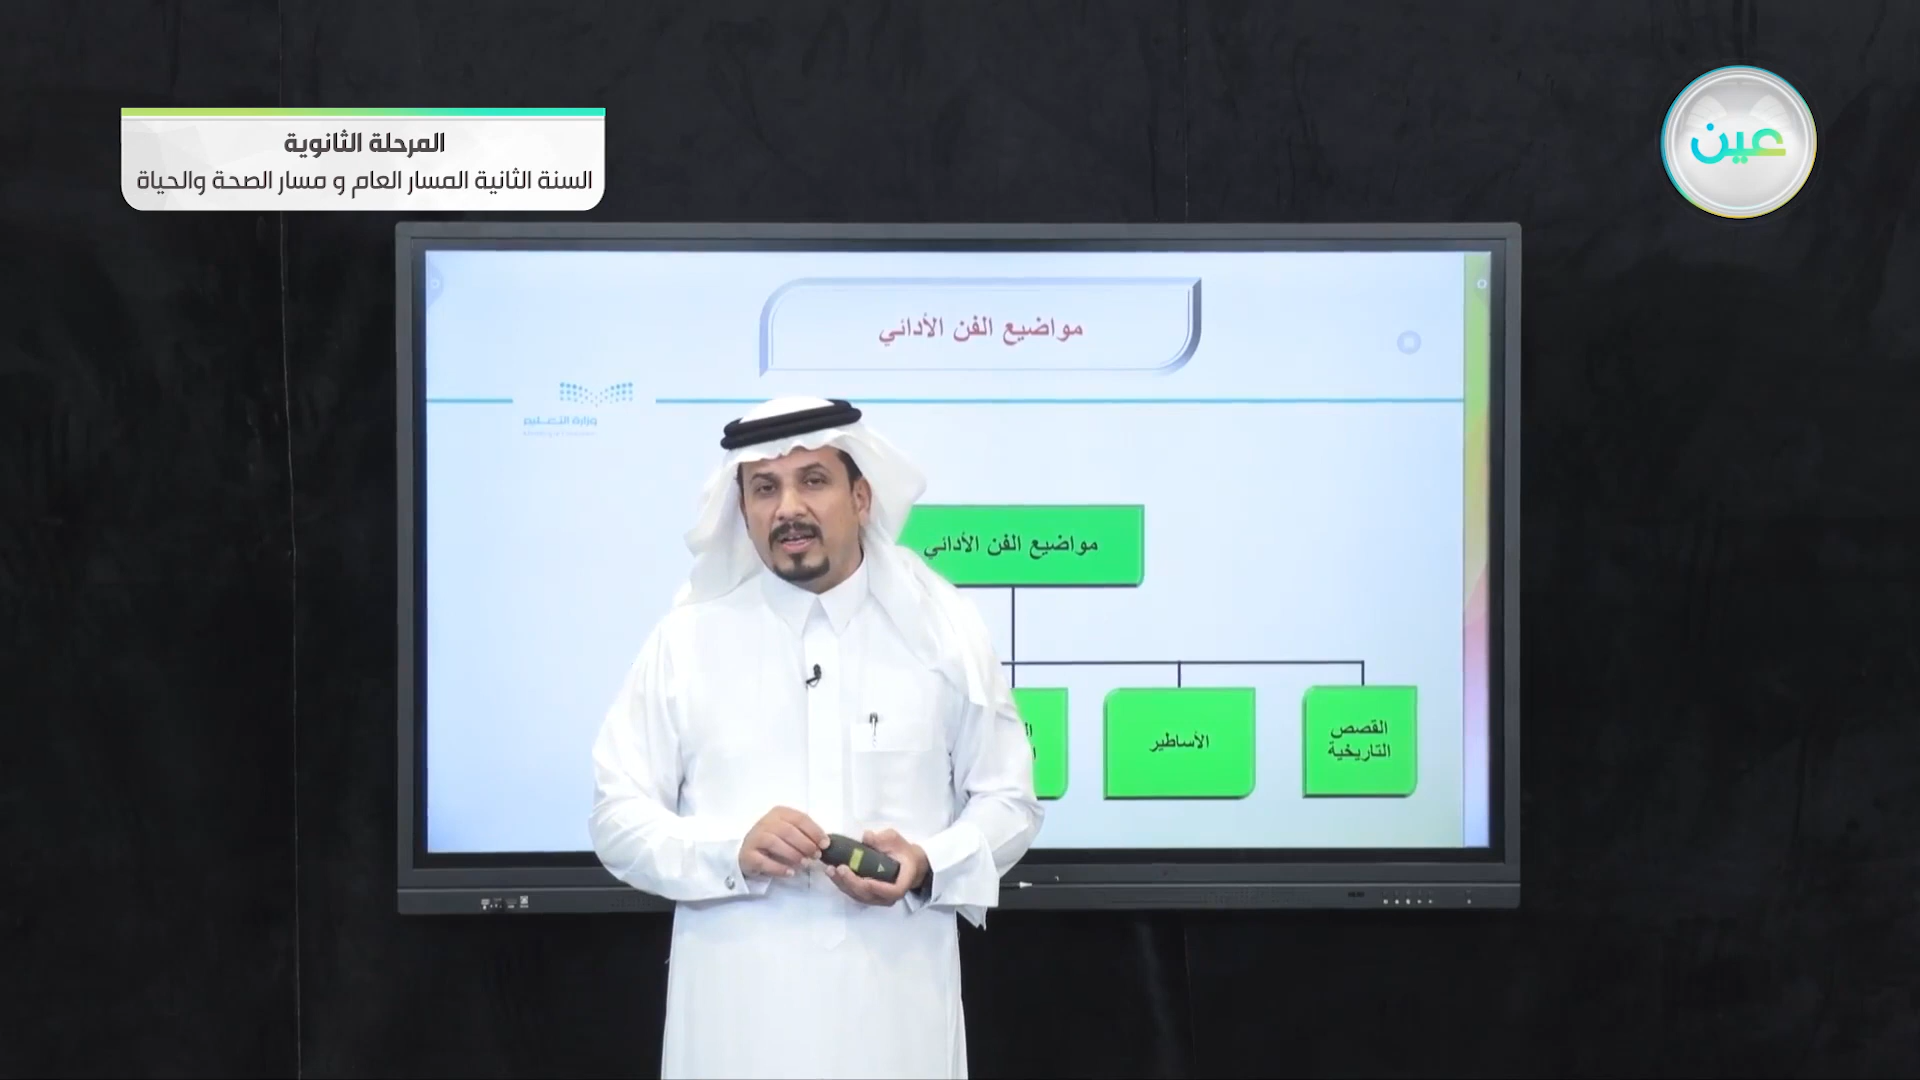 المرحلة الثانوية
السنة الثانية المسار العام و مسار الصحة والحياة
عين
مواضيع الفن الأدائي
وزارة التعليم
مواضيع الفن الأدائي
القصص
التاريخية
الأساطير